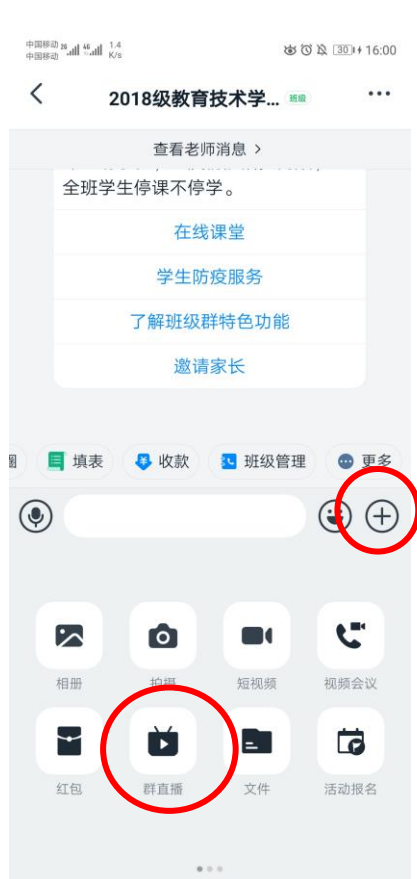 中国移动 26 46 1.4
中国移动 K/s 30 16:00
2018级教育技术学... 班级
查看老师消息
全班学生停课不停学。
在线课堂
学生防疫服务
了解班级群特色功能
邀请家长
填表 收款 班级管理 更多
相册 拍摄 短视频 视频会议
红包 群直播 文件 活动报名